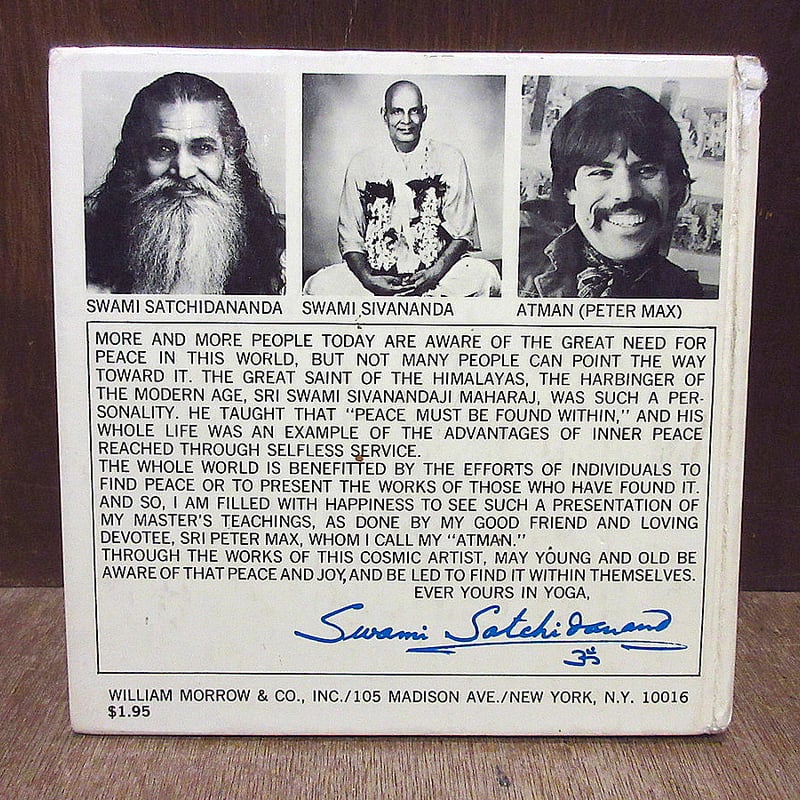 SWAMI SATCHIDANANDA SWAMI SIVANANDA ATMAN (PETER MAX)
MORE AND MORE PEOPLE TODAY ARE AWARE OF THE GREAT NEED FOR
PEACE IN THIS WORLD, BUT NOT MANY PEOPLE CAN POINT THE WAY
TOWARD IT. THE GREAT SAINT OF THE HIMALAYAS, THE HARBINGER OF
THE MODERN AGE, SRI SWAMI SIVANANDAJI MAHARAJ, WAS SUCH A PER-
SONALITY. HE TAUGHT THAT "PEACE MUST BE FOUND WITHIN," AND HIS
WHOLE LIFE WAS AN EXAMPLE OF THE ADVANTAGES OF INNER PEACE
REACHED THROUGH SELFLESS SERVICE.
THE WHOLE WORLD IS BENEFITTED BY THE EFFORTS OF INDIVIDUALS TO
FIND PEACE OR TO PRESENT THE WORKS OF THOSE WHO HAVE FOUND IT.
AND SO, I AM FILLED WITH HAPPINESS TO SEE SUCH A PRESENTATION OF
MY MASTER'S TEACHINGS, AS DONE BY MY GOOD FRIEND AND LOVING
DEVOTEE, SRI PETER MAX, WHOM I CALL MY "ATMAN."
THROUGH THE WORKS OF THIS COSMIC ARTIST, MAY YOUNG AND OLD BE
AWARE OF THAT PEACE AND JOY, AND BE LED TO FIND IT WITHIN THEMSELVES.
EVER YOURS IN YOGA,
Swami Satchidanand
ॐ
WILLIAM MORROW & CO., INC./105 MADISON AVE./NEW YORK, N.Y. 10016
$1.95